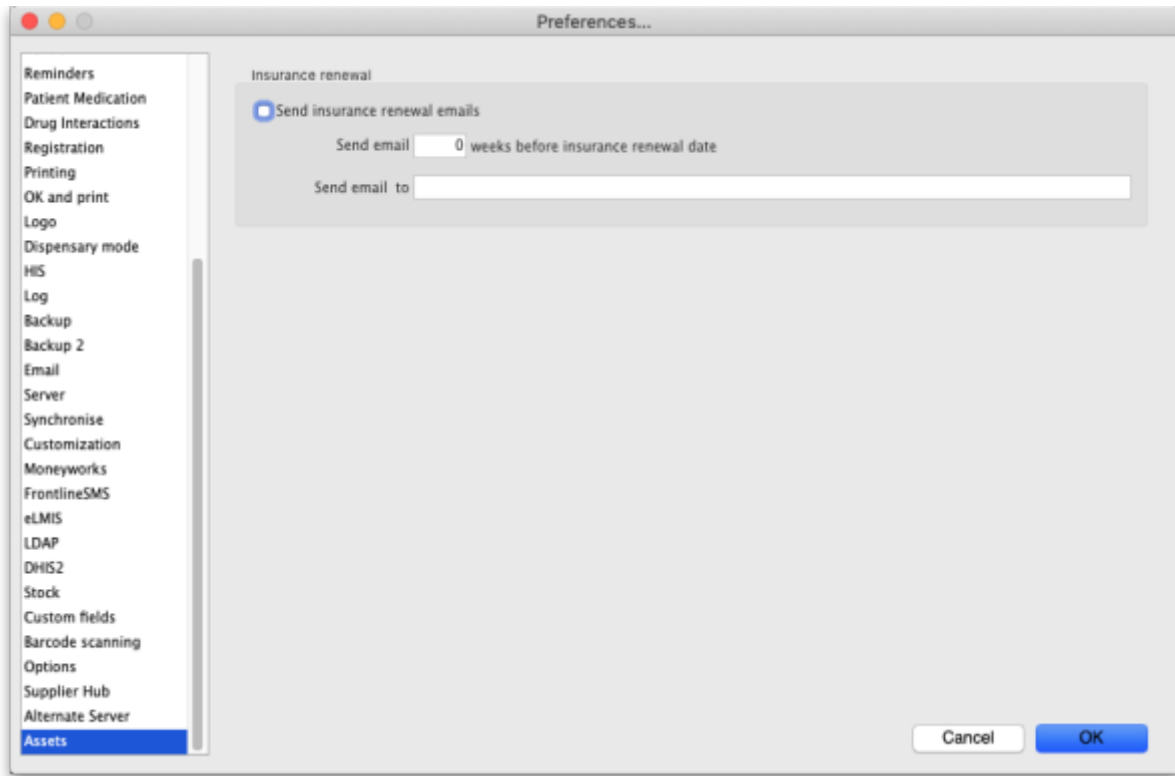 Preferences...
Reminders
Patient Medication
Drug Interactions
Registration
Printing
OK and print
Logo
Dispensary mode
HIS
Log
Backup
Backup 2
Email
Server
Synchronise
Customization
Moneyworks
FrontlineSMS
eLMIS
LDAP
DHIS2
Stock
Custom fields
Barcode scanning
Options
Supplier Hub
Alternate Server
Assets
Insurance renewal
Send insurance renewal emails
Send email 0 weeks before insurance renewal date
Send email to
Cancel OK